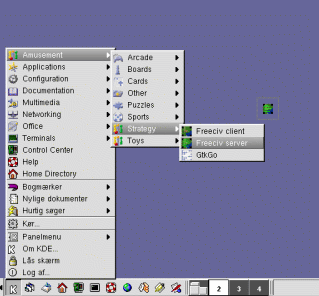 Amusement
Applications
Configuration
Documentation
Multimedia
Networking
Office
Terminals
Control Center
Help
Home Directory
Bogmærker
Nylige dokumenter
Hurtig søger
Kør...
Panelmenu
Om KDE...
Lås skærm
Log af...
Arcade
Boards
Cards
Other
Puzzles
Sports
Strategy
Toys
Freeciv client
Freeciv server
GtkGo
2
3
4